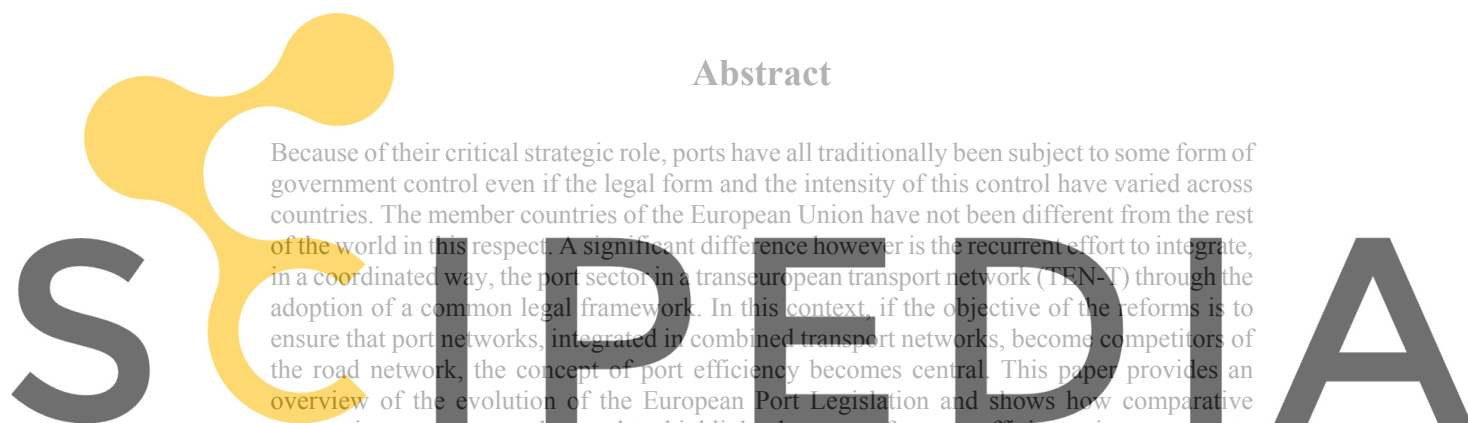 Abstract
Because of their critical strategic role, ports have all traditionally been subject to some form of
government control even if the legal form and the intensity of this control have varied across
countries. The member countries of the European Union have not been different from the rest
of the world in this respect. A significant difference however is the recurrent effort to integrate,
in a coordinated way, the port sector in a transeuropean transport network (TEN-T) through the
adoption of a common legal framework. In this context, if the objective of the reforms is to
ensure that port networks, integrated in combined transport networks, become competitors of
the road network, the concept of port efficiency becomes central. This paper provides an
overview of the evolution of the European Port Legislation and shows how comparative
SCIPEDIA